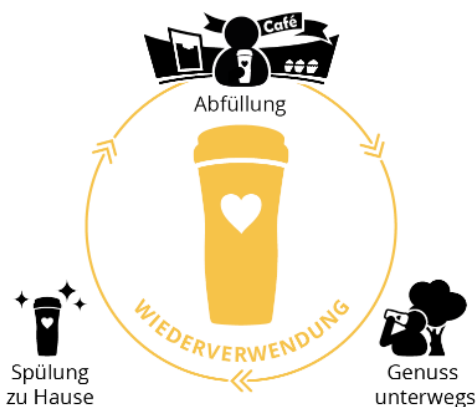 Café
Abfüllung
WIEDERVERWENDUNG
Spülung
zu Hause
Genuss
unterwegs